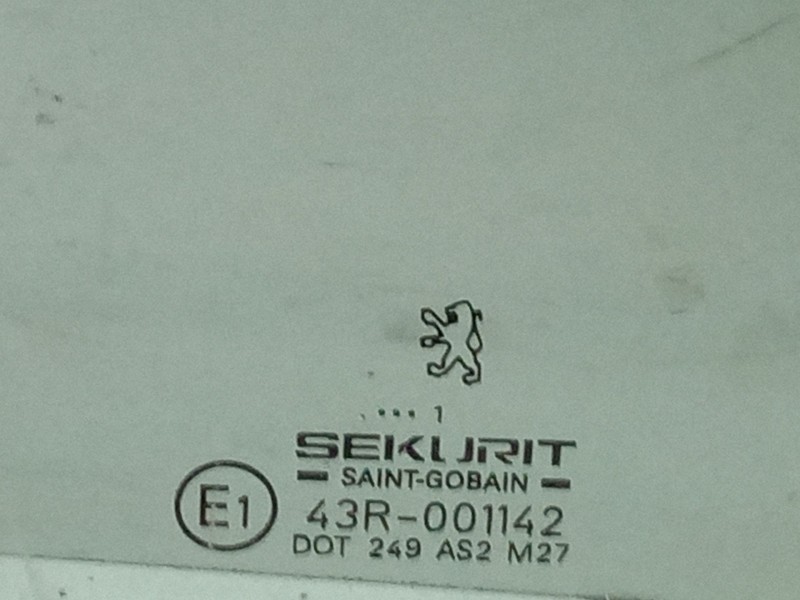 ... 1
SEKURIT
SAINT-GOBAIN
E1 43R-001142
DOT 249 AS2 M27